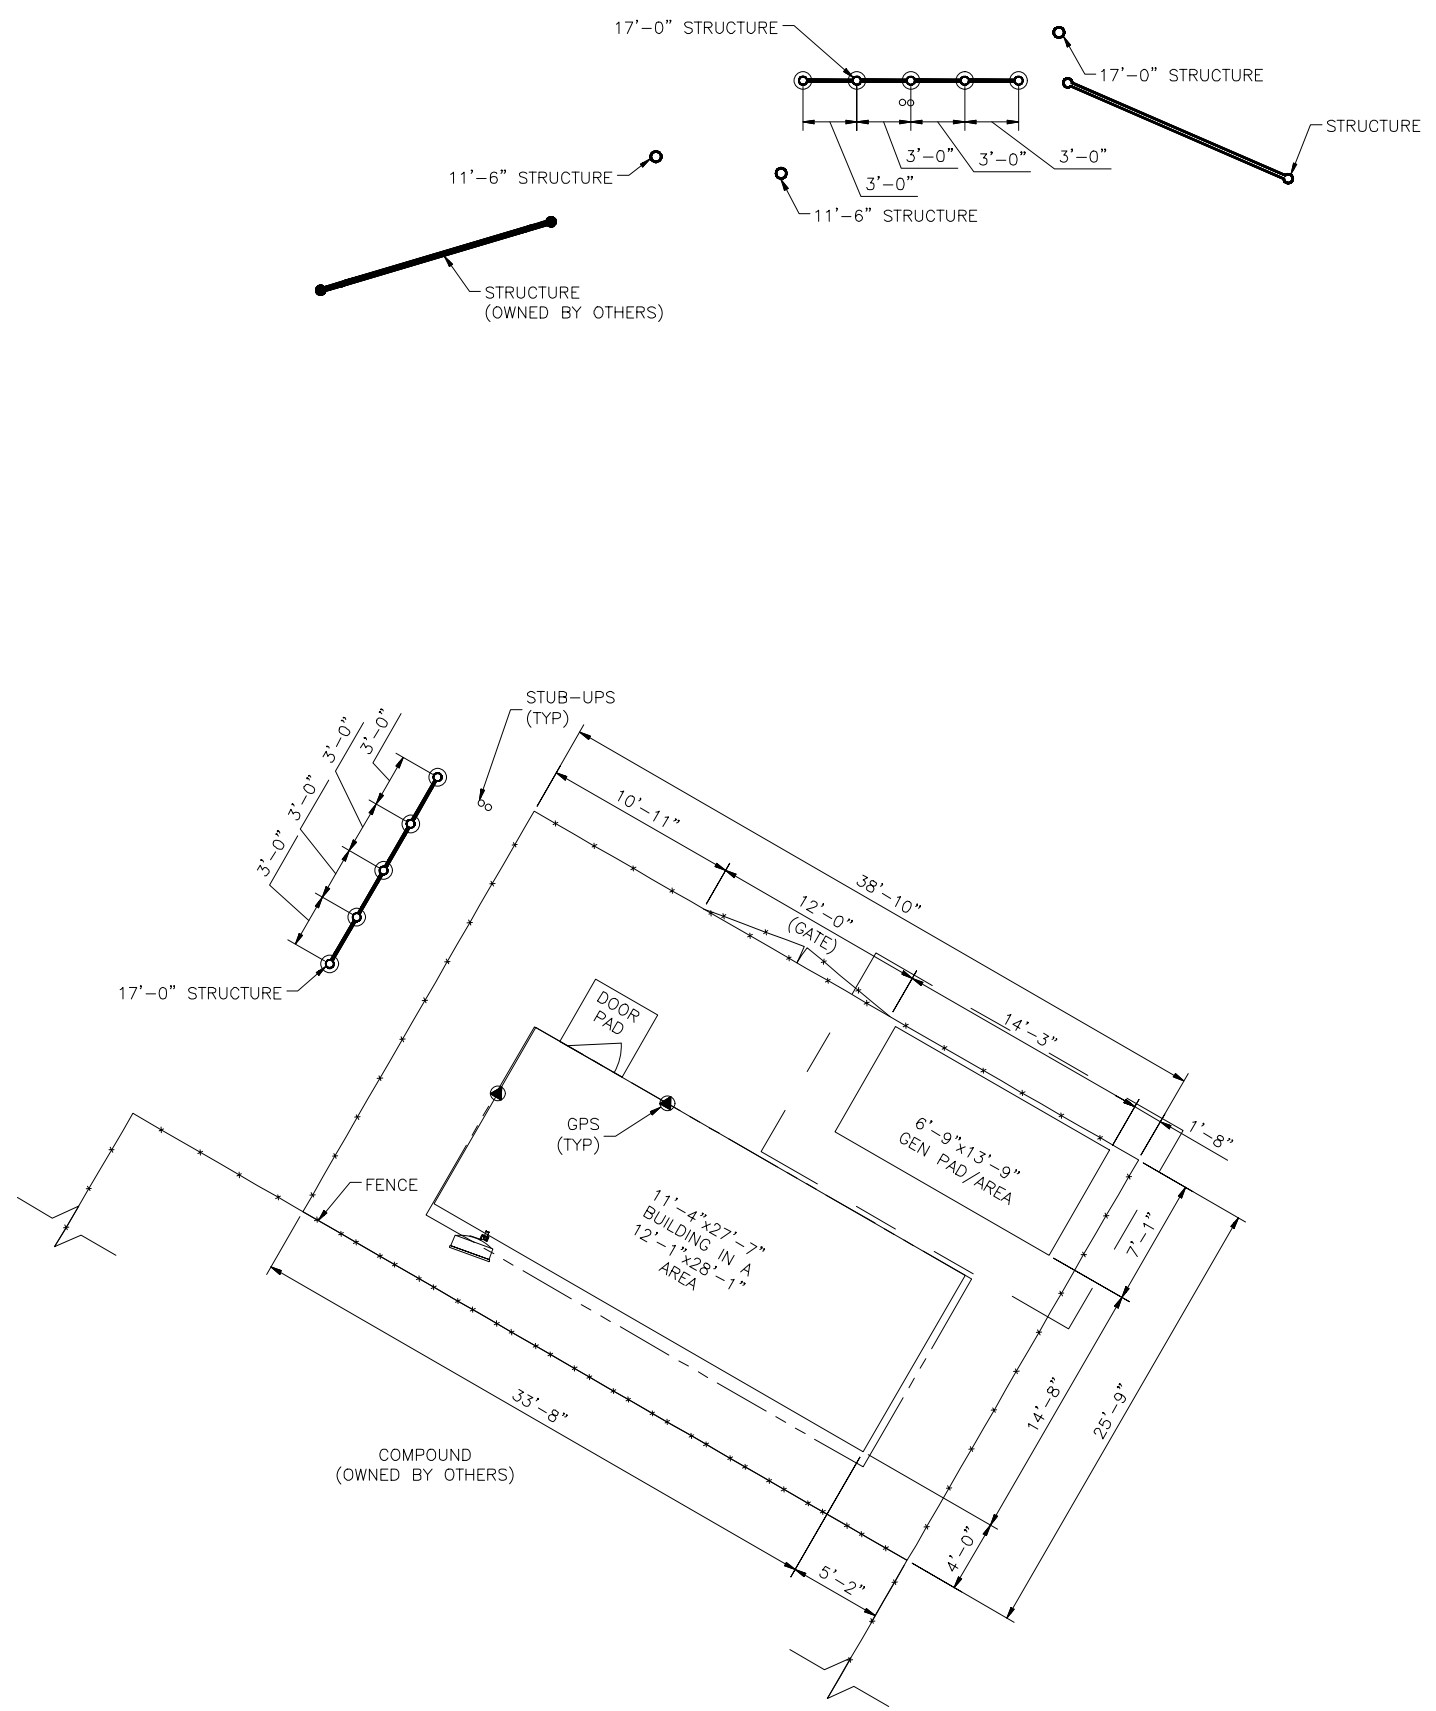 17'-0" STRUCTURE
17'-0" STRUCTURE
STRUCTURE
3'-0"
3'-0"
3'-0"
3'-0"
11'-6" STRUCTURE
11'-6" STRUCTURE
STRUCTURE
(OWNED BY OTHERS)
STUB-UPS
(TYP)
3'-0"
3'-0"
3'-0"
3'-0"
17'-0" STRUCTURE
10'-11"
38'-10"
12'-0"
(GATE)
14'-3"
1'-8"
DOOR
PAD
GPS
(TYP)
6'-9"x13'-9"
GEN PAD/AREA
FENCE
11'-4"x27'-7"
BUILDING IN A
12'-1"x28'-1"
AREA
7'-1"
14'-8"
25'-9"
33'-8"
COMPOUND
(OWNED BY OTHERS)
4'-0"
5'-2"